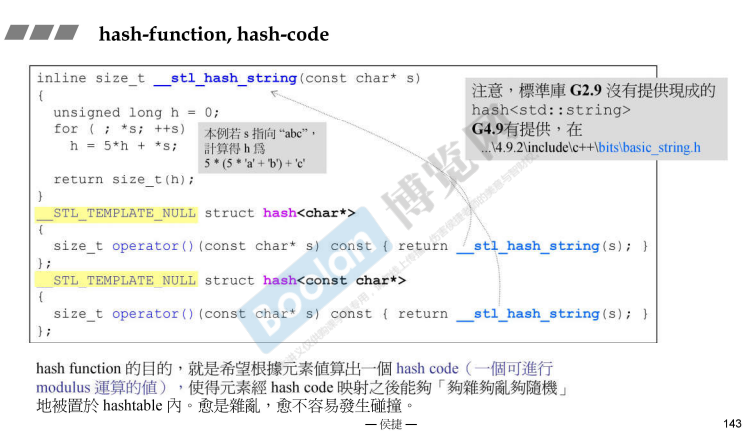 hash-function, hash-code
inline size_t __stl_hash_string(const char* s)
{
  unsigned long h = 0;
  for ( ; *s; ++s)
    h = 5*h + *s;

  return size_t(h);
}
本例若 s 指向 “abc”，
計算得 h 爲
5 * (5 * 'a' + 'b') + 'c'
注意，標準庫 G2.9 沒有提供現成的
hash<std::string>
G4.9有提供，在
...\4.9.2\include\c++\bits\basic_string.h
__STL_TEMPLATE_NULL struct hash<char*>
{
  size_t operator()(const char* s) const { return __stl_hash_string(s); }
};
__STL_TEMPLATE_NULL struct hash<const char*>
{
  size_t operator()(const char* s) const { return __stl_hash_string(s); }
};
Boolan
博览网
hash function 的目的，就是希望根據元素值算出一個 hash code（一個可進行
modulus 運算的值），使得元素經 hash code 映射之後能夠「夠雜夠亂夠隨機」
地被置於 hashtable 內。愈是雜亂，愈不容易發生碰撞。
— 侯捷 —
143